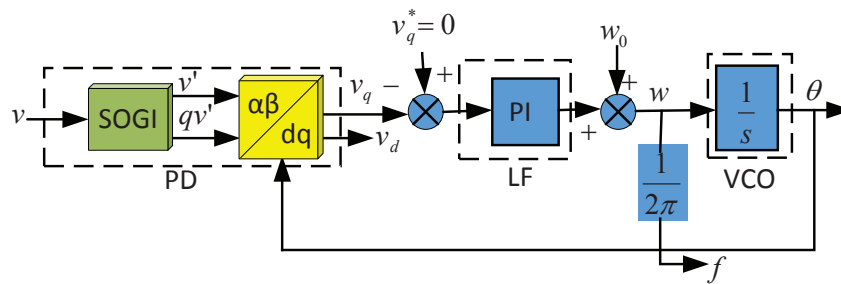 v
SOGI
v'
qv'
αβ
dq
PD
v_q
−
v_d
v_q^* = 0
+
PI
LF
+
w_0
+
w
1/2π
f
1/s
VCO
θ